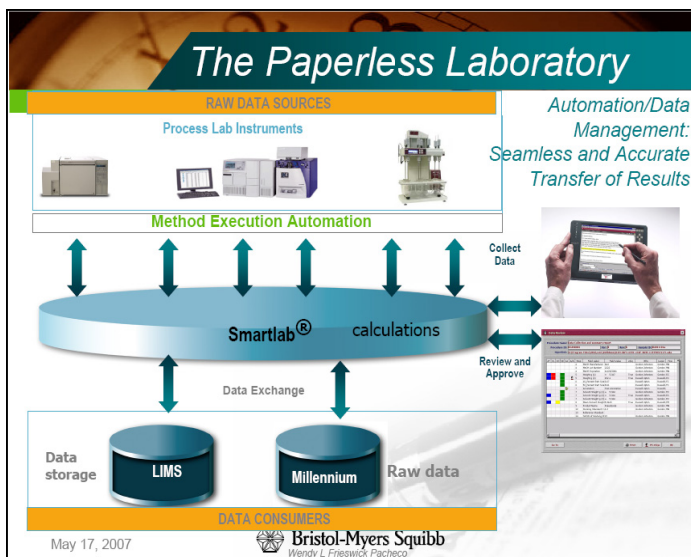 The Paperless Laboratory
RAW DATA SOURCES
Process Lab Instruments
Automation/Data
Management:
Seamless and Accurate
Transfer of Results
Method Execution Automation
Collect
Data
Smartlab® calculations
Review and
Approve
Data Exchange
Data
storage
LIMS
Millennium
Raw data
DATA CONSUMERS
May 17, 2007
Bristol-Myers Squibb
Wendy L Frieswick Pacheco